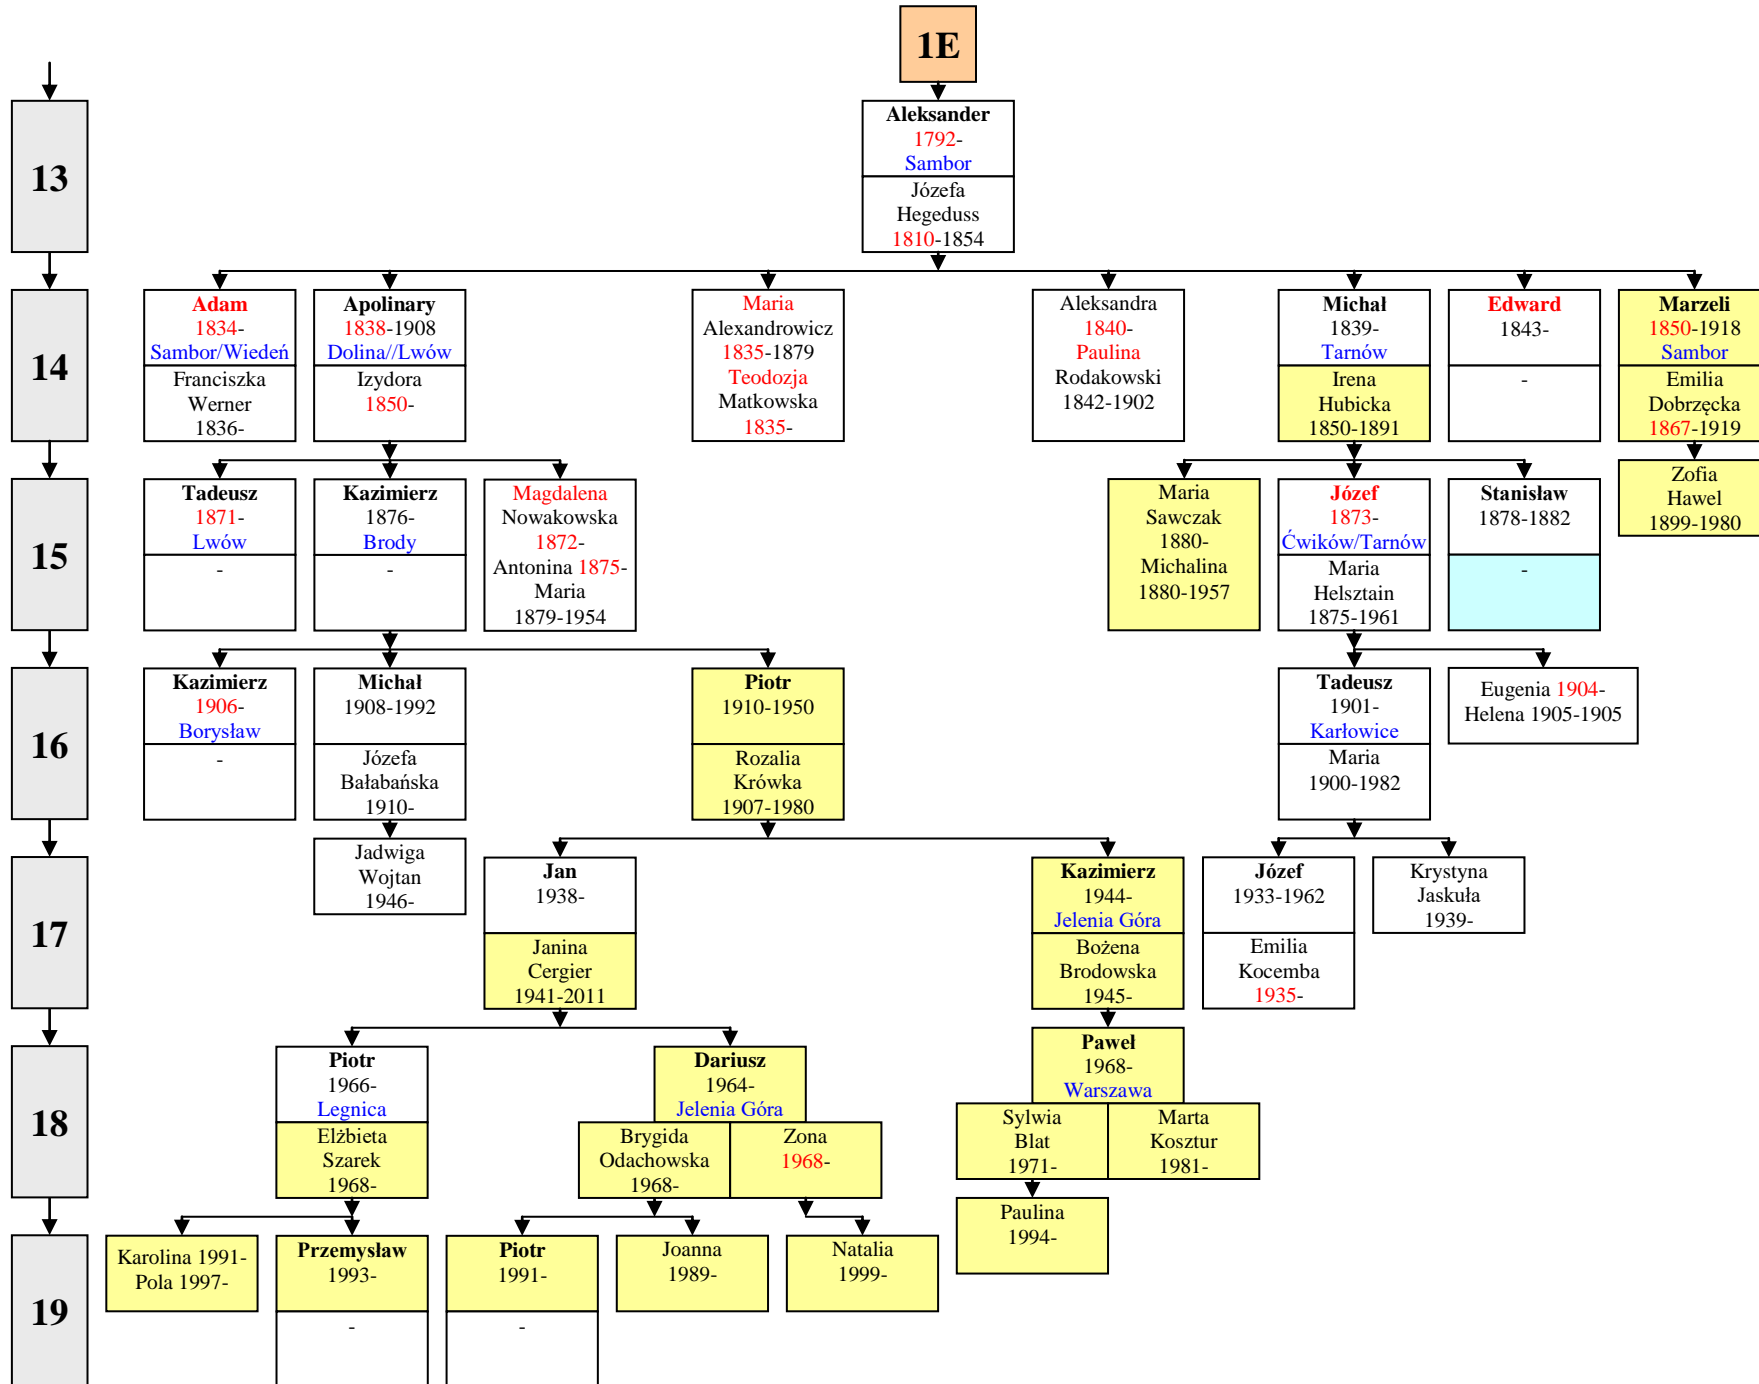 1E
13
Aleksander
1792-
Sambor
Józefa
Hegeduss
1810-1854
14
Adam
1834-
Sambor/Wiedeń
Franciszka
Werner
1836-
Apolinary
1838-1908
Dolina//Lwów
Izydora
1850-
Maria
Alexandrowicz
1835-1879
Teodozja
Matkowska
1835-
Aleksandra
1840-
Paulina
Rodakowski
1842-1902
Michał
1839-
Tarnów
Irena
Hubicka
1850-1891
Edward
1843-
-
Marzeli
1850-1918
Sambor
Emilia
Dobrzęcka
1867-1919
15
Tadeusz
1871-
Lwów
-
Kazimierz
1876-
Brody
-
Magdalena
Nowakowska
1872-
Antonina 1875-
Maria
1879-1954
Maria
Sawczak
1880-
Michalina
1880-1957
Józef
1873-
Ćwików/Tarnów
Maria
Helsztain
1875-1961
Stanisław
1878-1882
-
Zofia
Hawel
1899-1980
16
Kazimierz
1906-
Borysław
-
Michał
1908-1992
Józefa
Bałabańska
1910-
Piotr
1910-1950
Rozalia
Krówka
1907-1980
Tadeusz
1901-
Karłowice
Maria
1900-1982
Eugenia 1904-
Helena 1905-1905
17
Jadwiga
Wojtan
1946-
Jan
1938-
Janina
Cergier
1941-2011
Kazimierz
1944-
Jelenia Góra
Bożena
Brodowska
1945-
Józef
1933-1962
Emilia
Kocemba
1935-
Krystyna
Jaskuła
1939-
18
Piotr
1966-
Legnica
Elżbieta
Szarek
1968-
Dariusz
1964-
Jelenia Góra
Brygida
Odachowska
1968-
Zona
1968-
Paweł
1968-
Warszawa
Sylwia
Blat
1971-
Marta
Kosztur
1981-
19
Karolina 1991-
Pola 1997-
Przemysław
1993-
-
Piotr
1991-
-
Joanna
1989-
Natalia
1999-
Paulina
1994-